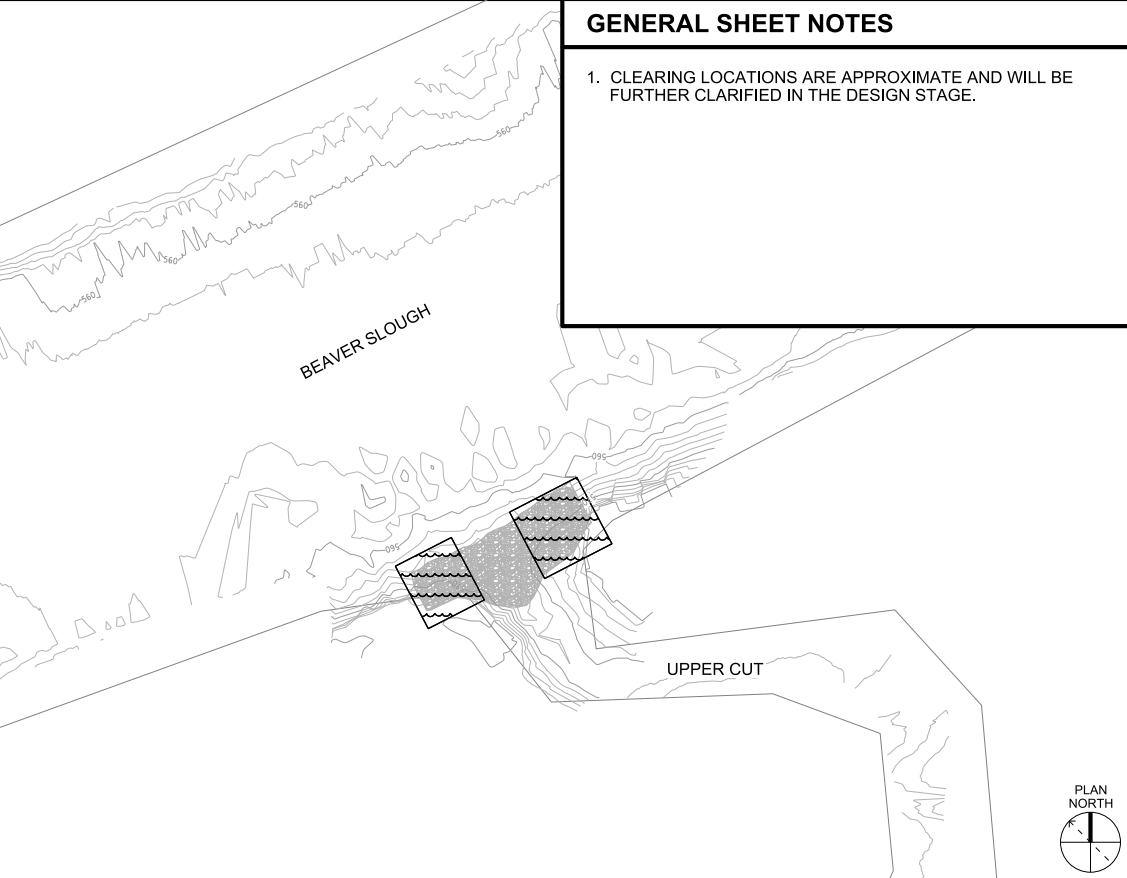 GENERAL SHEET NOTES
1. CLEARING LOCATIONS ARE APPROXIMATE AND WILL BE
FURTHER CLARIFIED IN THE DESIGN STAGE.
560
560
560
560
BEAVER SLOUGH
560
560
UPPER CUT
PLAN
NORTH